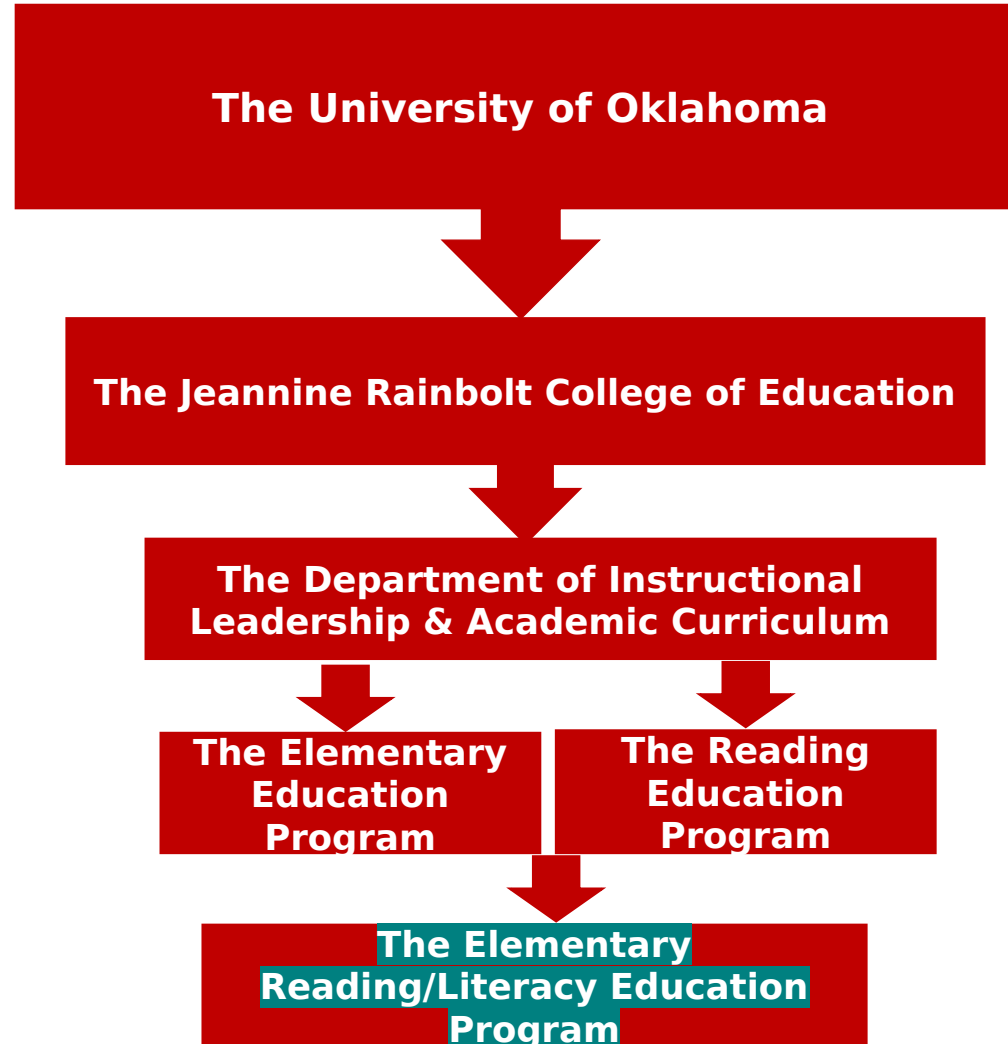 The University of Oklahoma
The Jeannine Rainbolt College of Education
The Department of Instructional
Leadership & Academic Curriculum
The Elementary
Education
Program
The Reading
Education
Program
The Elementary
Reading/Literacy Education
Program